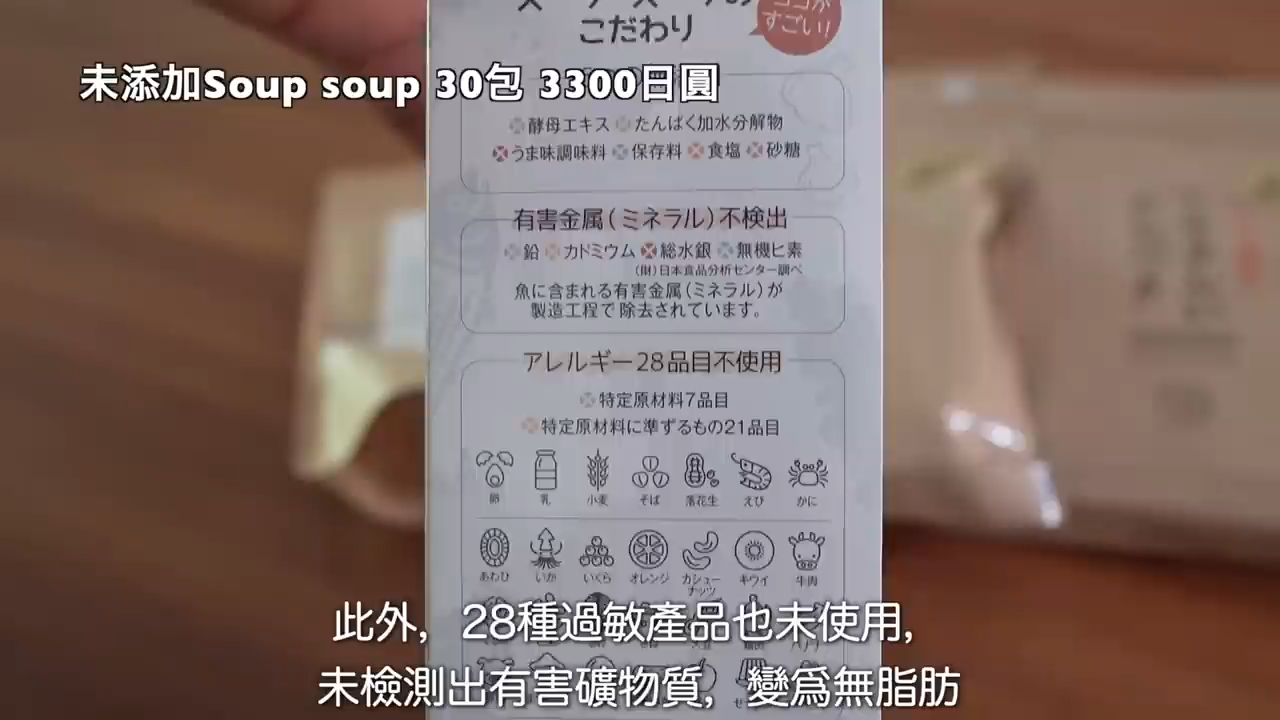 こだわり
ココが
すごい!
未添加Soup soup 30包 3300日圓
酵母エキス たんぱく加水分解物
うま味調味料 保存料 食塩 砂糖
有害金属(ミネラル)不検出
鉛 カドミウム 総水銀 無機ヒ素
(財)日本食品分析センター調べ
魚に含まれる有害金属(ミネラル)が
製造工程で除去されています。
アレルギー28品目不使用
特定原材料7品目
特定原材料に準ずるもの21品目
卵 乳 小麦 そば 落花生 えび かに
あわび いか いくら オレンジ カシューナッツ キウイ 牛肉
此外,28種過敏產品也未使用,
未檢測出有害礦物質,變爲無脂肪